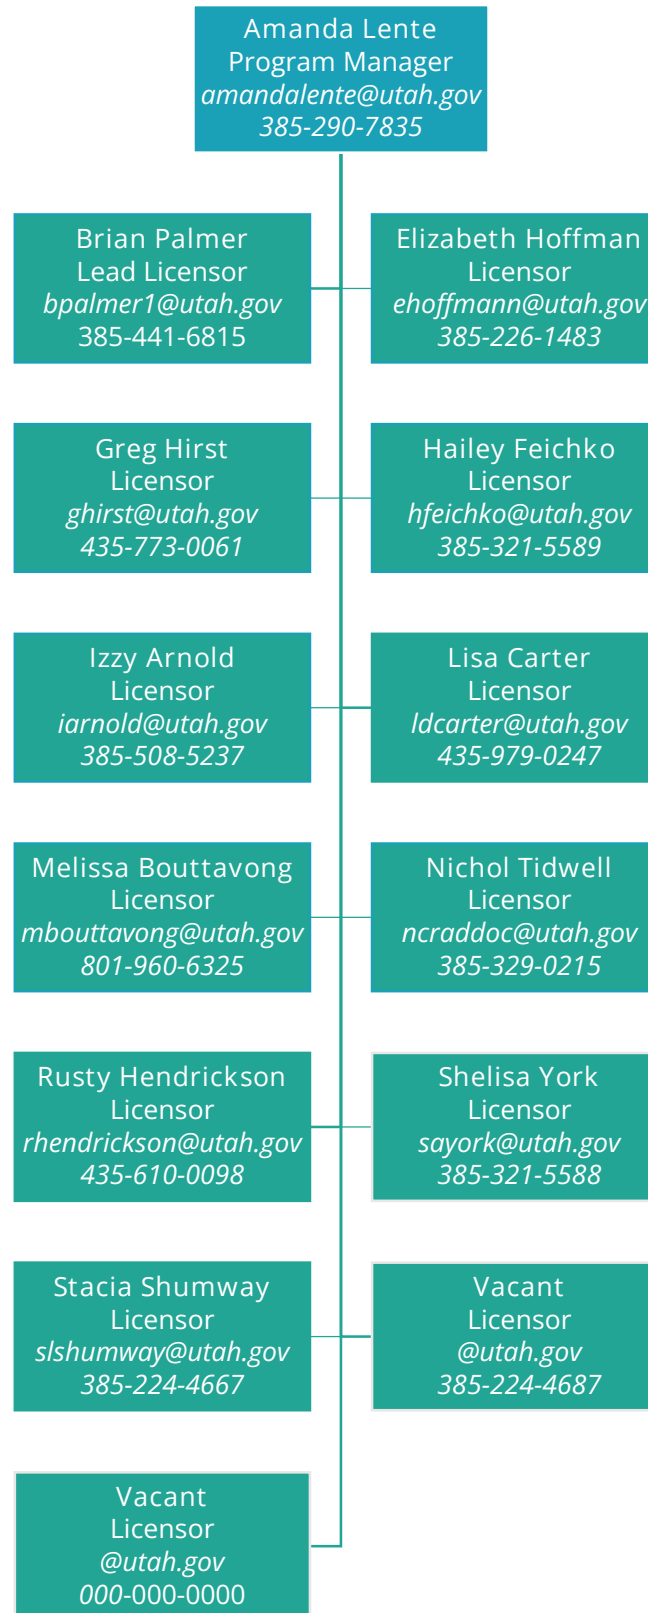 Amanda Lente
Program Manager
amandalente@utah.gov
385-290-7835
Brian Palmer
Lead Licensor
bpalmer1@utah.gov
385-441-6815
Elizabeth Hoffman
Licensor
ehoffmann@utah.gov
385-226-1483
Greg Hirst
Licensor
ghirst@utah.gov
435-773-0061
Hailey Feichko
Licensor
hfeichko@utah.gov
385-321-5589
Izzy Arnold
Licensor
iarnold@utah.gov
385-508-5237
Lisa Carter
Licensor
ldcarter@utah.gov
435-979-0247
Melissa Bouttavong
Licensor
mbouttavong@utah.gov
801-960-6325
Nichol Tidwell
Licensor
ncraddoc@utah.gov
385-329-0215
Rusty Hendrickson
Licensor
rhendrickson@utah.gov
435-610-0098
Shelisa York
Licensor
sayork@utah.gov
385-321-5588
Stacia Shumway
Licensor
slshumway@utah.gov
385-224-4667
Vacant
Licensor
@utah.gov
385-224-4687
Vacant
Licensor
@utah.gov
000-000-0000